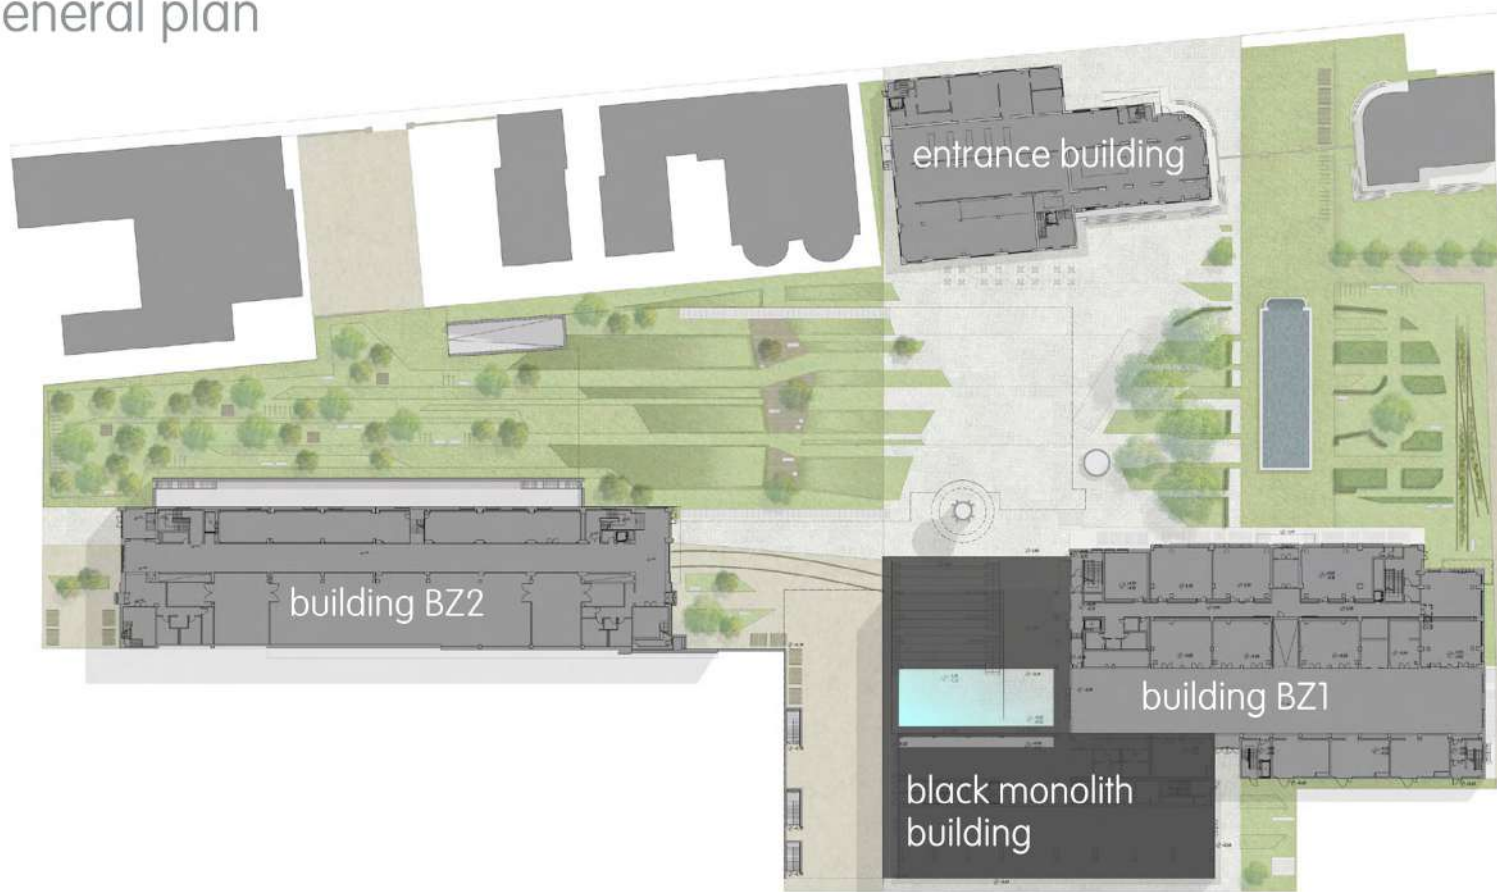 eneral plan
entrance building
building BZ2
building BZ1
black monolith
building